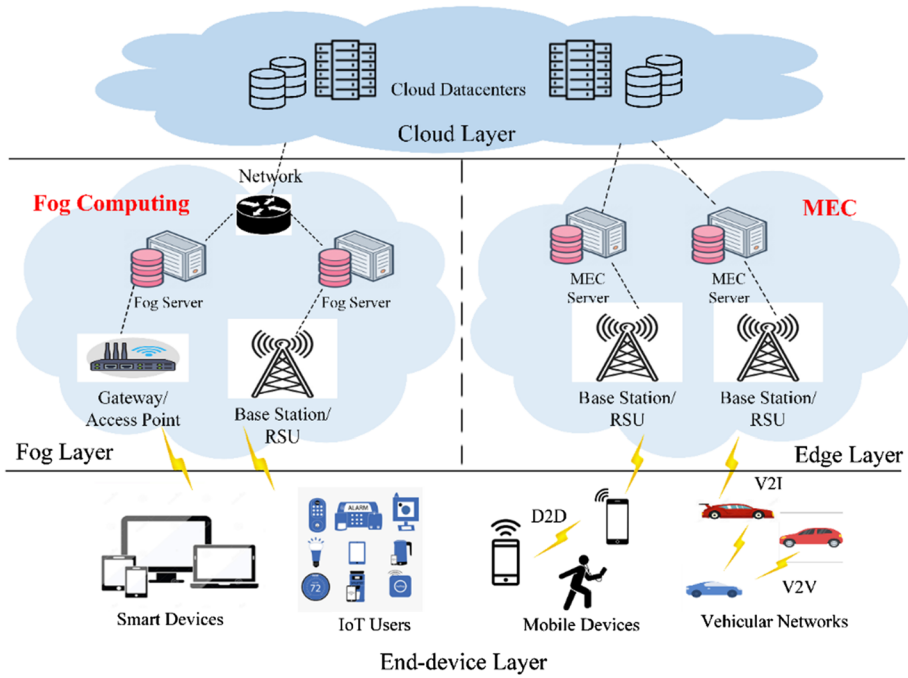 Cloud Datacenters
Cloud Layer
Network
Fog Computing
MEC
Fog Server
Fog Server
MEC
Server
MEC
Server
Gateway/
Access Point
Base Station/
RSU
Base Station/
RSU
Base Station/
RSU
Fog Layer
Edge Layer
V2I
ALARM
D2D
72
V2V
Smart Devices
IoT Users
Mobile Devices
Vehicular Networks
End-device Layer